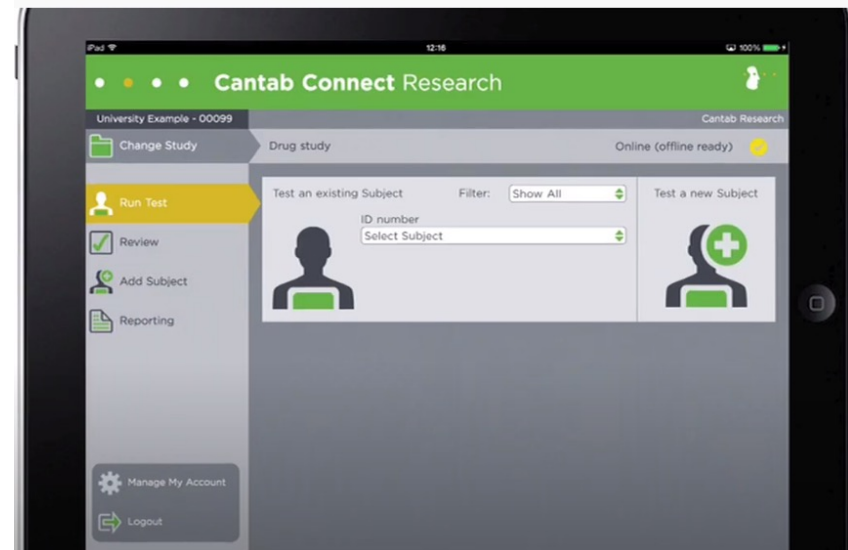 iPad
12:16
100%
Cantab Connect Research
University Example - 00099
Cantab Research
Change Study
Drug study
Online (offline ready)
Run Test
Review
Add Subject
Reporting
Test an existing Subject
Filter:
Show All
ID number
Select Subject
Test a new Subject
Manage My Account
Logout